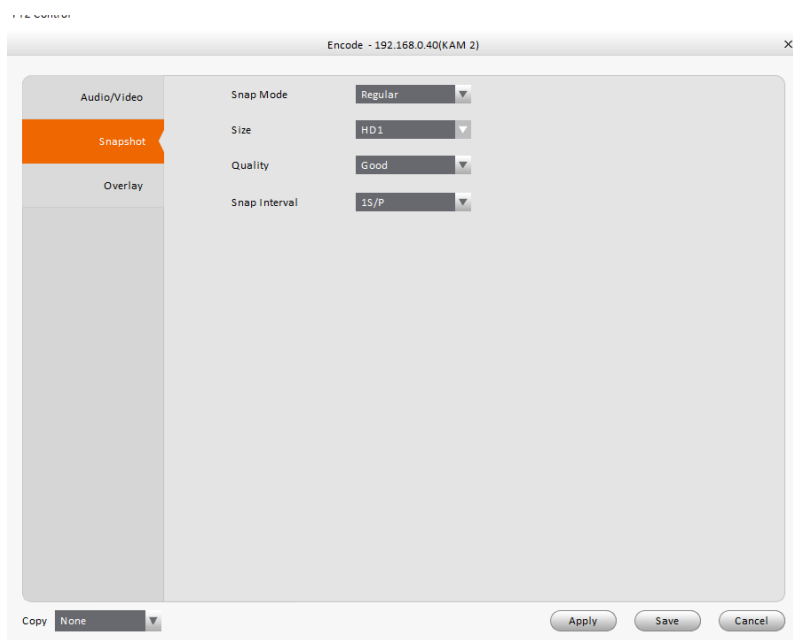 Encode - 192.168.0.40(KAM 2)
Audio/Video
Snapshot
Overlay
Snap Mode Regular
Size HD1
Quality Good
Snap Interval 1S/P
Copy None Apply Save Cancel